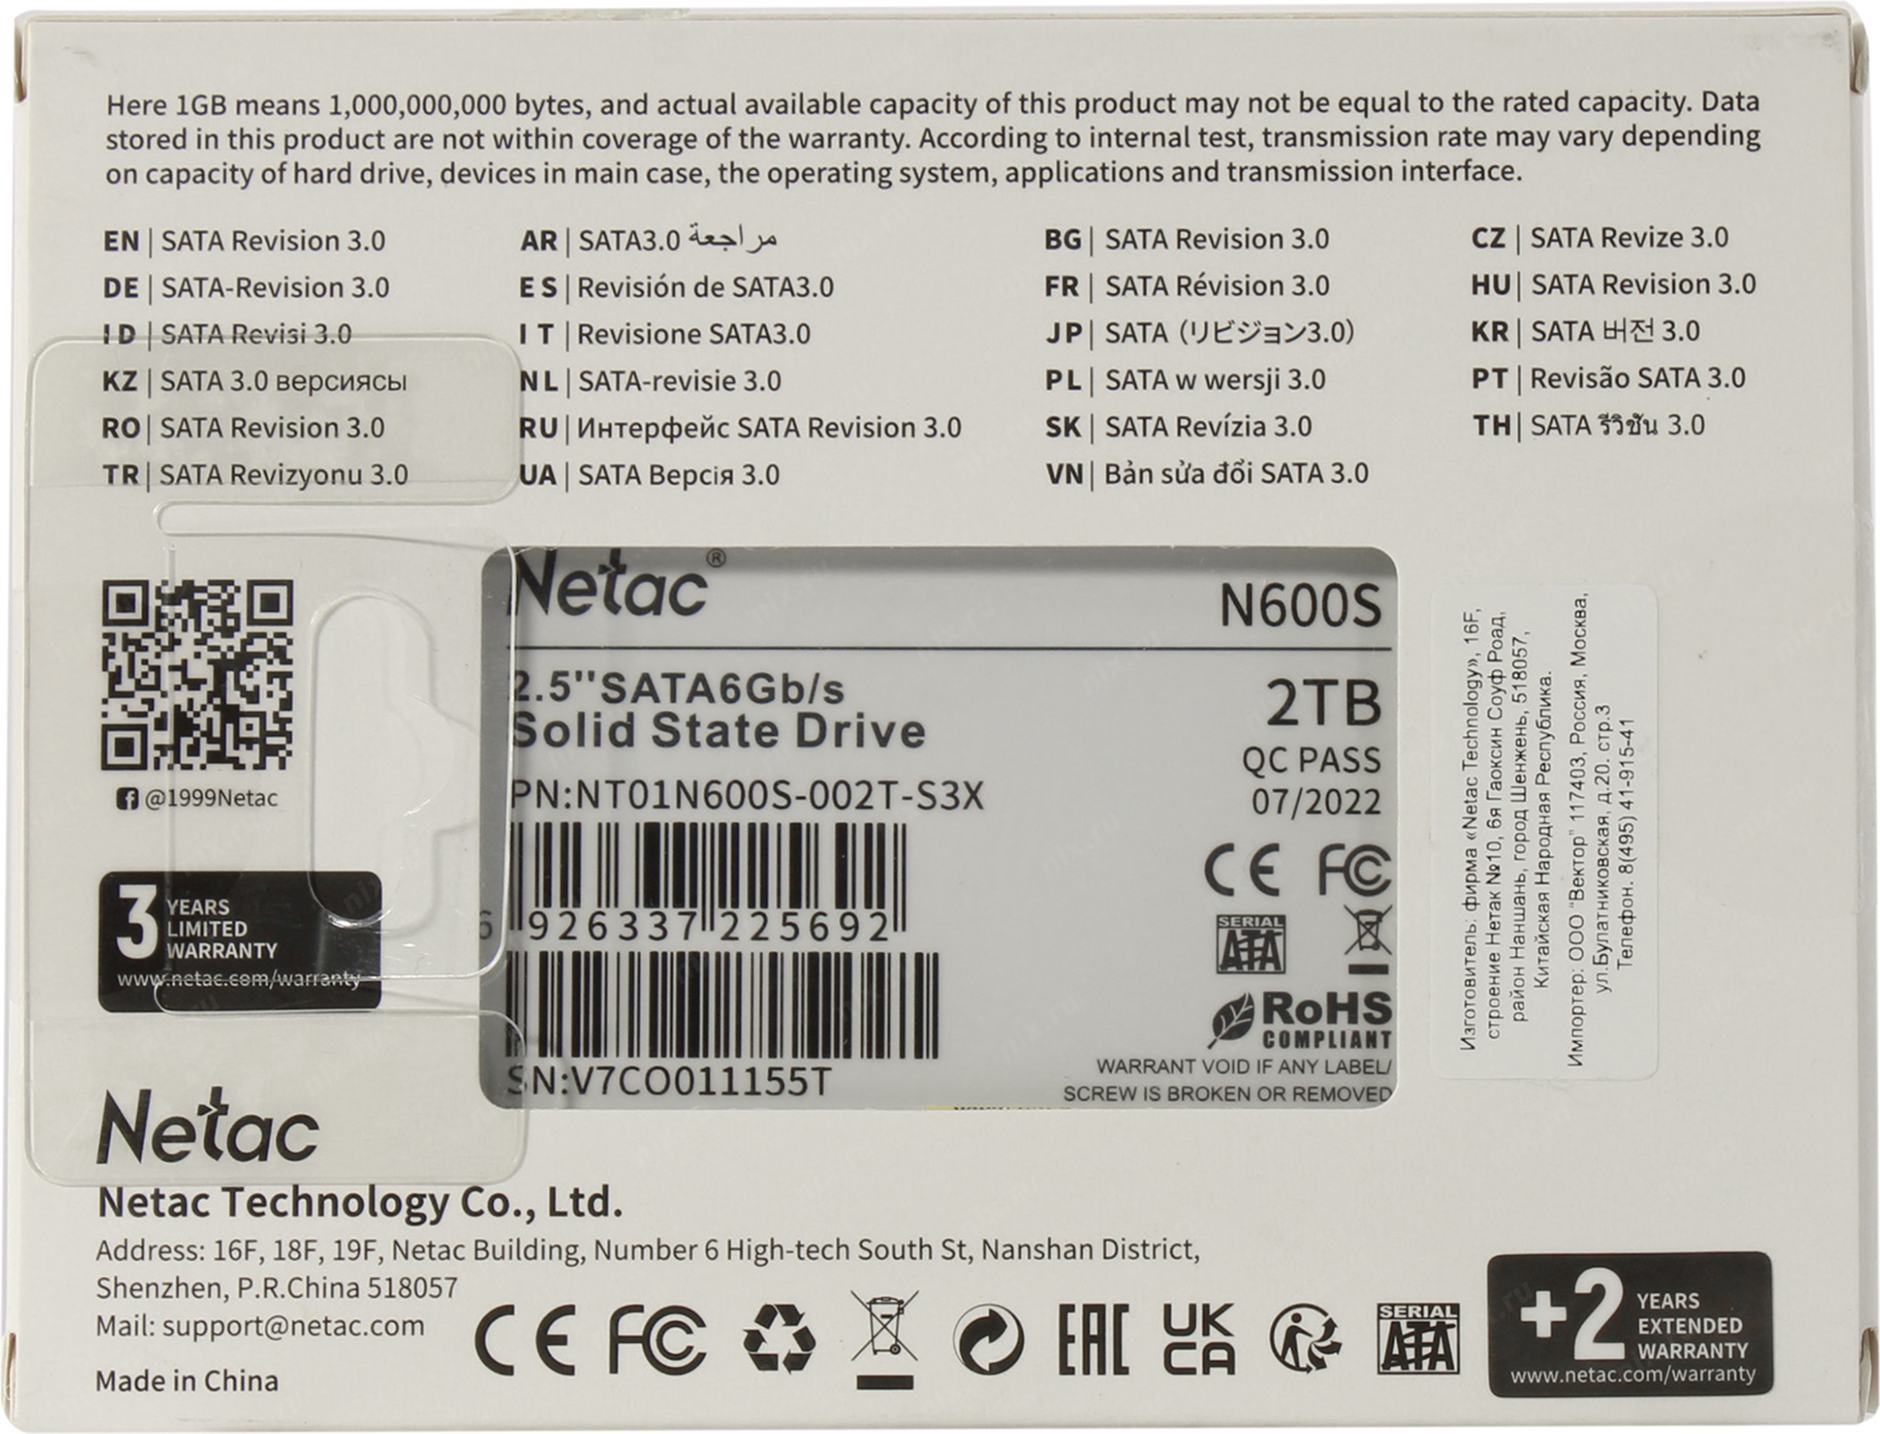 Here 1GB means 1,000,000,000 bytes, and actual available capacity of this product may not be equal to the rated capacity. Data
stored in this product are not within coverage of the warranty. According to internal test, transmission rate may vary depending
on capacity of hard drive, devices in main case, the operating system, applications and transmission interface.
EN | SATA Revision 3.0
DE | SATA-Revision 3.0
ID | SATA Revisi 3.0
KZ | SATA 3.0 версиясы
RO | SATA Revision 3.0
TR | SATA Revizyonu 3.0
AR | SATA3.0 مراجعة
ES | Revisión de SATA3.0
IT | Revisione SATA3.0
NL | SATA-revisie 3.0
RU | Интерфейс SATA Revision 3.0
UA | SATA Версія 3.0
BG | SATA Revision 3.0
FR | SATA Révision 3.0
JP | SATA (リビジョン3.0)
PL | SATA w wersji 3.0
SK | SATA Revízia 3.0
VN | Bản sửa đổi SATA 3.0
CZ | SATA Revize 3.0
HU | SATA Revision 3.0
KR | SATA 버전 3.0
PT | Revisão SATA 3.0
TH | SATA รีวิชัน 3.0
@1999Netac
3 YEARS
LIMITED
WARRANTY
www.netac.com/warranty
Netac®
N600S
2.5"SATA6Gb/s
Solid State Drive
2TB
QC PASS
07/2022
PN:NT01N600S-002T-S3X
6 926337 225692
SN:V7CO011155T
CE FC
SERIAL
ATA
RoHS
COMPLIANT
WARRANT VOID IF ANY LABEL/
SCREW IS BROKEN OR REMOVED
Изготовитель: фирма «Netac Technology», 16F,
строение Нетак №10, 6я Гаоксин Соуф Роад,
район Наншань, город Шенжень, 518057,
Китайская Народная Республика.
Импортер: ООО "Вектор" 117403, Россия, Москва,
ул.Булатниковская, д.20. стр.3
Телефон. 8(495) 41-915-41
Netac
Netac Technology Co., Ltd.
Address: 16F, 18F, 19F, Netac Building, Number 6 High-tech South St, Nanshan District,
Shenzhen, P.R.China 518057
Mail: support@netac.com
Made in China
CE FC EAC UK
CA
SERIAL
ATA
+2 YEARS
EXTENDED
WARRANTY
www.netac.com/warranty